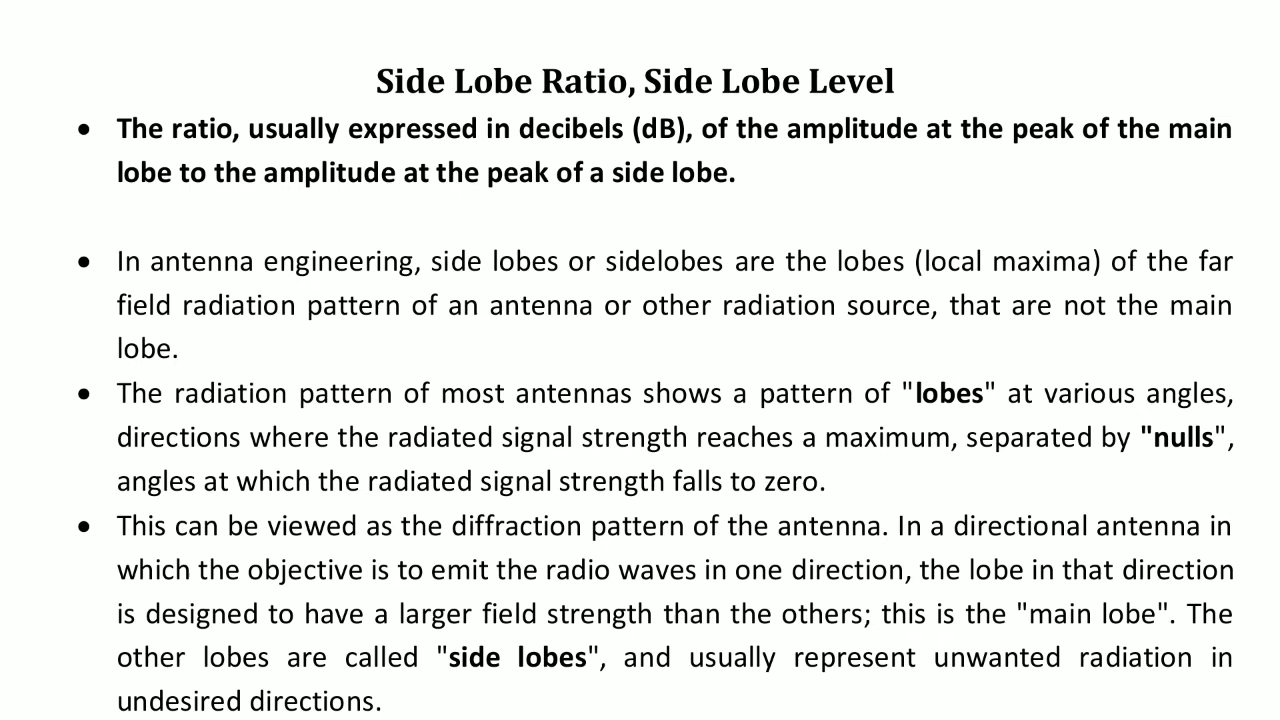 Side Lobe Ratio, Side Lobe Level
• The ratio, usually expressed in decibels (dB), of the amplitude at the peak of the main
lobe to the amplitude at the peak of a side lobe.
• In antenna engineering, side lobes or sidelobes are the lobes (local maxima) of the far
field radiation pattern of an antenna or other radiation source, that are not the main
lobe.
• The radiation pattern of most antennas shows a pattern of "lobes" at various angles,
directions where the radiated signal strength reaches a maximum, separated by "nulls",
angles at which the radiated signal strength falls to zero.
• This can be viewed as the diffraction pattern of the antenna. In a directional antenna in
which the objective is to emit the radio waves in one direction, the lobe in that direction
is designed to have a larger field strength than the others; this is the "main lobe". The
other lobes are called "side lobes", and usually represent unwanted radiation in
undesired directions.